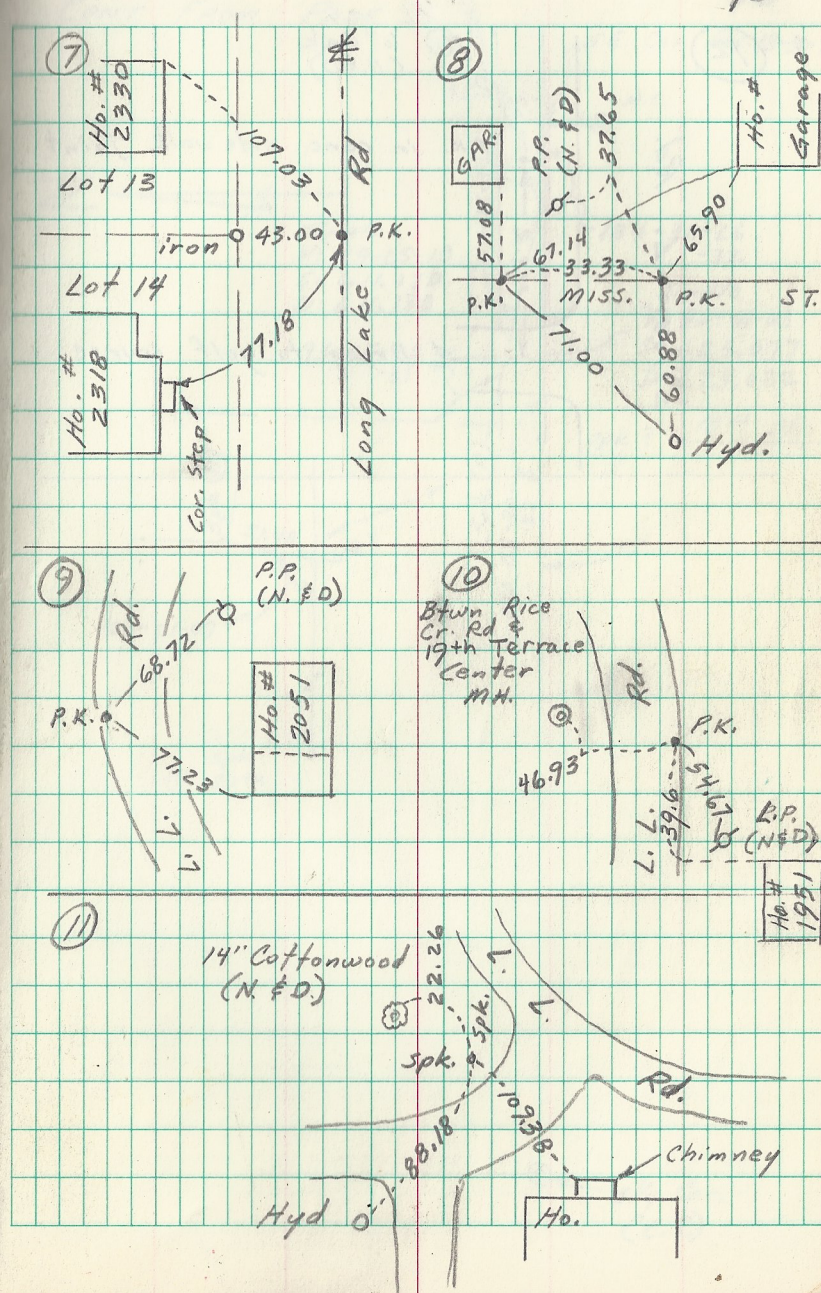 7
Ho. #
2330
107.03
Rd
Lot 13
iron
43.00
P.K.
Lot 14
77.18
Ho. #
2318
Cor. Step
Long Lake
8
GAR.
P.P.
(N. & D)
37.65
Ho. #
Garage
57.08
67.14
33.33
65.90
P.K.
MISS.
P.K.
ST.
71.00
60.88
Hyd.
9
P.P.
(N. & D)
Rd.
68.72
P.K.
Ho. #
2051
77.23
L.
L.
10
Btwn Rice
Cr. Rd &
19th Terrace
Center
M.H.
Rd.
P.K.
46.93
L. L.
39.6
54.67
P.P.
(N&D)
Ho. #
1951
11
14" Cottonwood
(N. & D.)
22.26
Spk.
Spk.
L.
L.
Rd.
109.38
88.18
Chimney
Hyd
Ho.